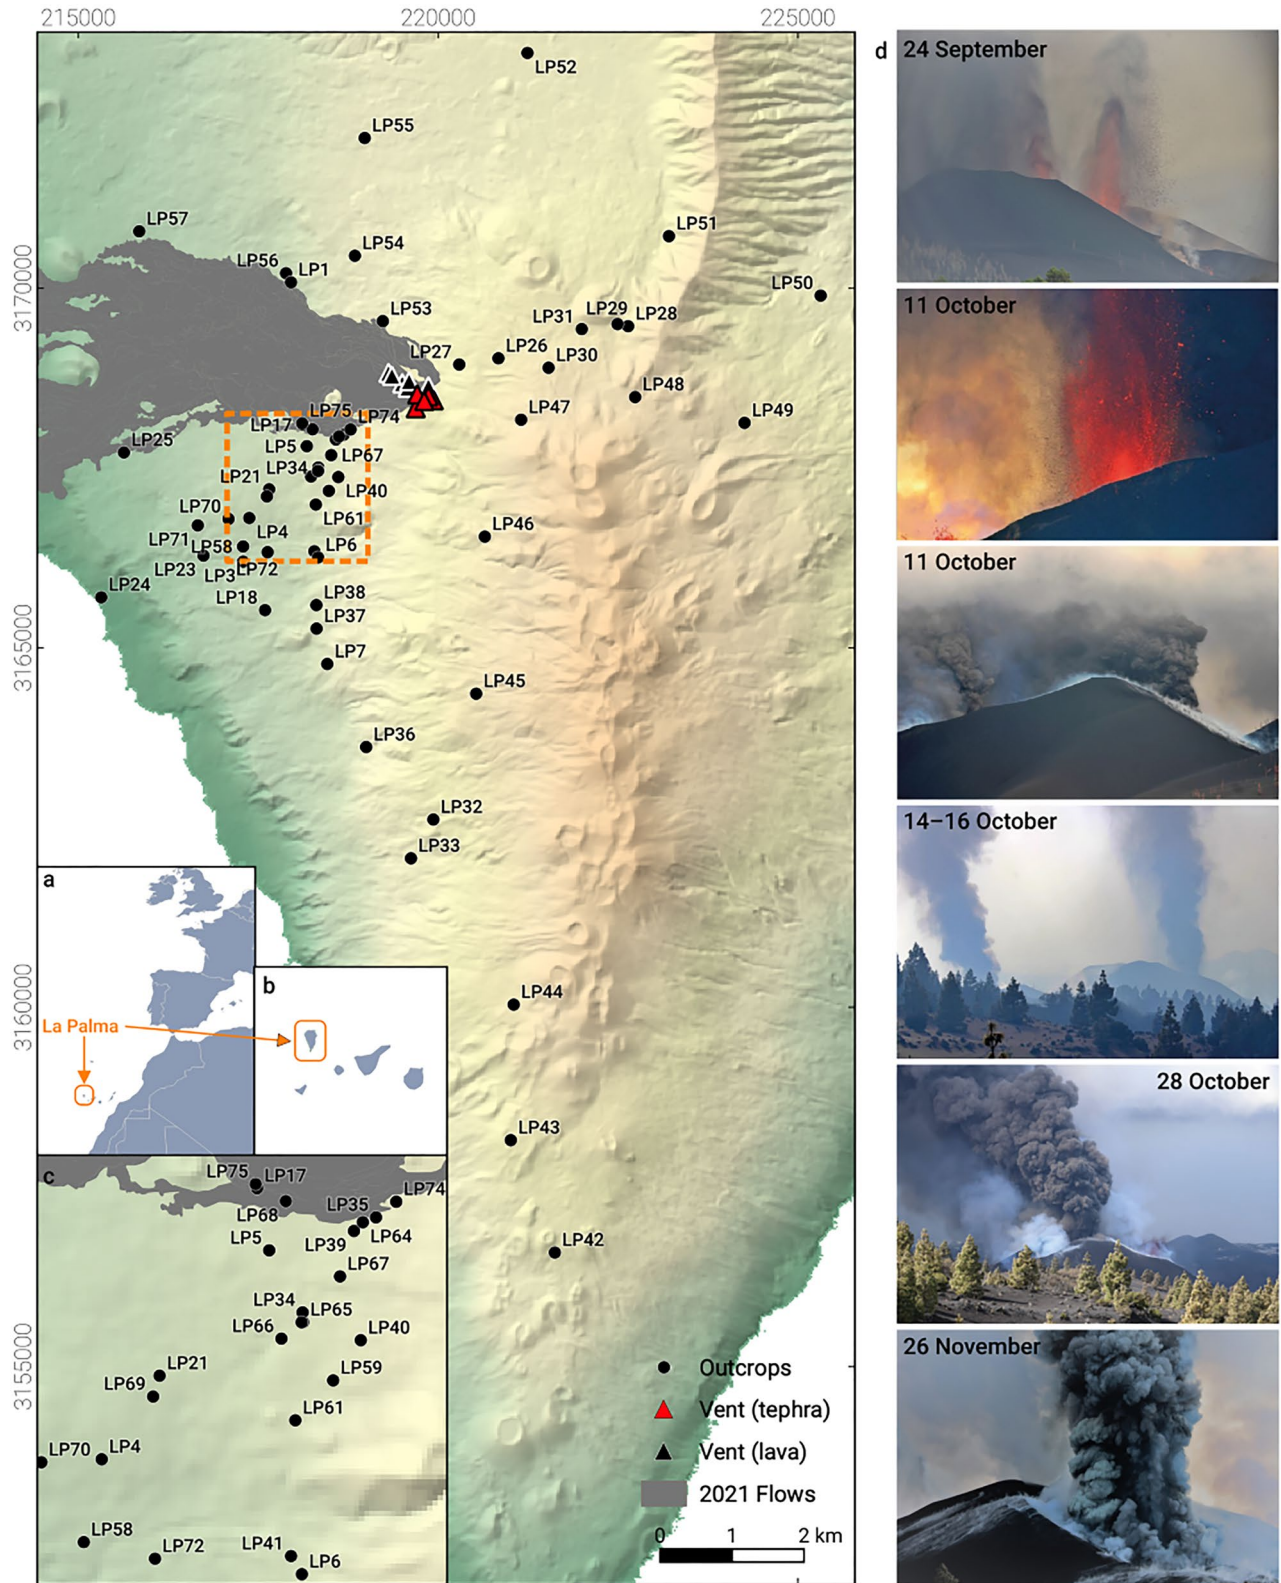 215000
220000
225000
3170000
3165000
3160000
3155000
LP52
LP55
LP57
LP51
LP54
LP56
LP1
LP50
LP53
LP31
LP29
LP28
LP27
LP26
LP30
LP48
LP75
LP74
LP17
LP47
LP49
LP25
LP5
LP67
LP34
LP21
LP40
LP70
LP61
LP4
LP46
LP71
LP58
LP6
LP23
LP3
LP72
LP24
LP18
LP38
LP37
LP7
LP45
LP36
LP32
LP33
LP44
LP43
LP42
a
La Palma
b
c
LP75
LP17
LP74
LP68
LP35
LP5
LP39
LP64
LP67
LP34
LP65
LP66
LP40
LP21
LP59
LP69
LP61
LP70
LP4
LP58
LP72
LP41
LP6
Outcrops
Vent (tephra)
Vent (lava)
2021 Flows
0 1 2 km
d
24 September
11 October
11 October
14–16 October
28 October
26 November